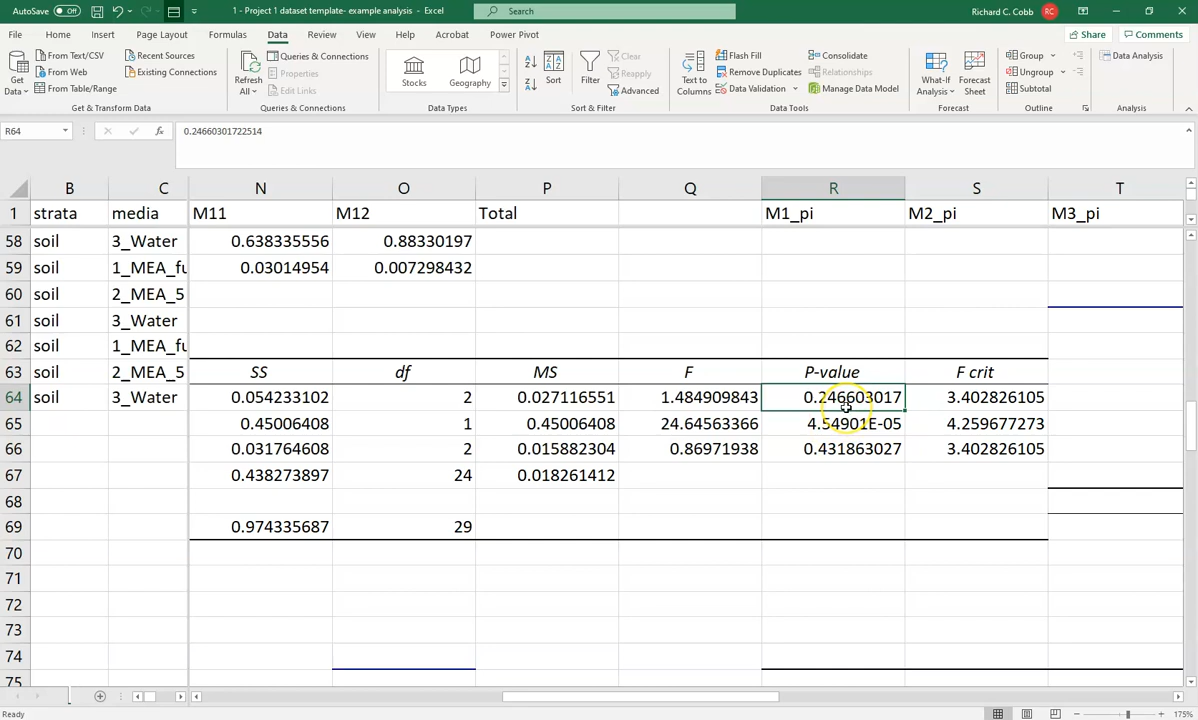 AutoSave Off 1 - Project 1 dataset template- example analysis - Excel Search Richard C. Cobb RC
File Home Insert Page Layout Formulas Data Review View Help Acrobat Power Pivot Share Comments
Get Data From Text/CSV From Web From Table/Range Recent Sources Existing Connections
Get & Transform Data
Refresh All Queries & Connections Properties Edit Links
Queries & Connections
Stocks Geography
Data Types
Sort Filter Clear Reapply Advanced
Sort & Filter
Text to Columns Flash Fill Remove Duplicates Data Validation Consolidate Relationships Manage Data Model
Data Tools
What-If Analysis Forecast Sheet
Forecast
Group Ungroup Subtotal
Outline
Data Analysis
Analysis
R64 fx 0.24660301722514
B C N O P Q R S T
1 strata media M11 M12 Total M1_pi M2_pi M3_pi
58 soil 3_Water 0.638335556 0.88330197
59 soil 1_MEA_fu 0.03014954 0.007298432
60 soil 2_MEA_5
61 soil 3_Water
62 soil 1_MEA_fu
63 soil 2_MEA_5 SS df MS F P-value F crit
64 soil 3_Water 0.054233102 2 0.027116551 1.484909843 0.246603017 3.402826105
65 0.45006408 1 0.45006408 24.64563366 4.54901E-05 4.259677273
66 0.031764608 2 0.015882304 0.86971938 0.431863027 3.402826105
67 0.438273897 24 0.018261412
68
69 0.974335687 29
70
71
72
73
74
75
Ready 175%